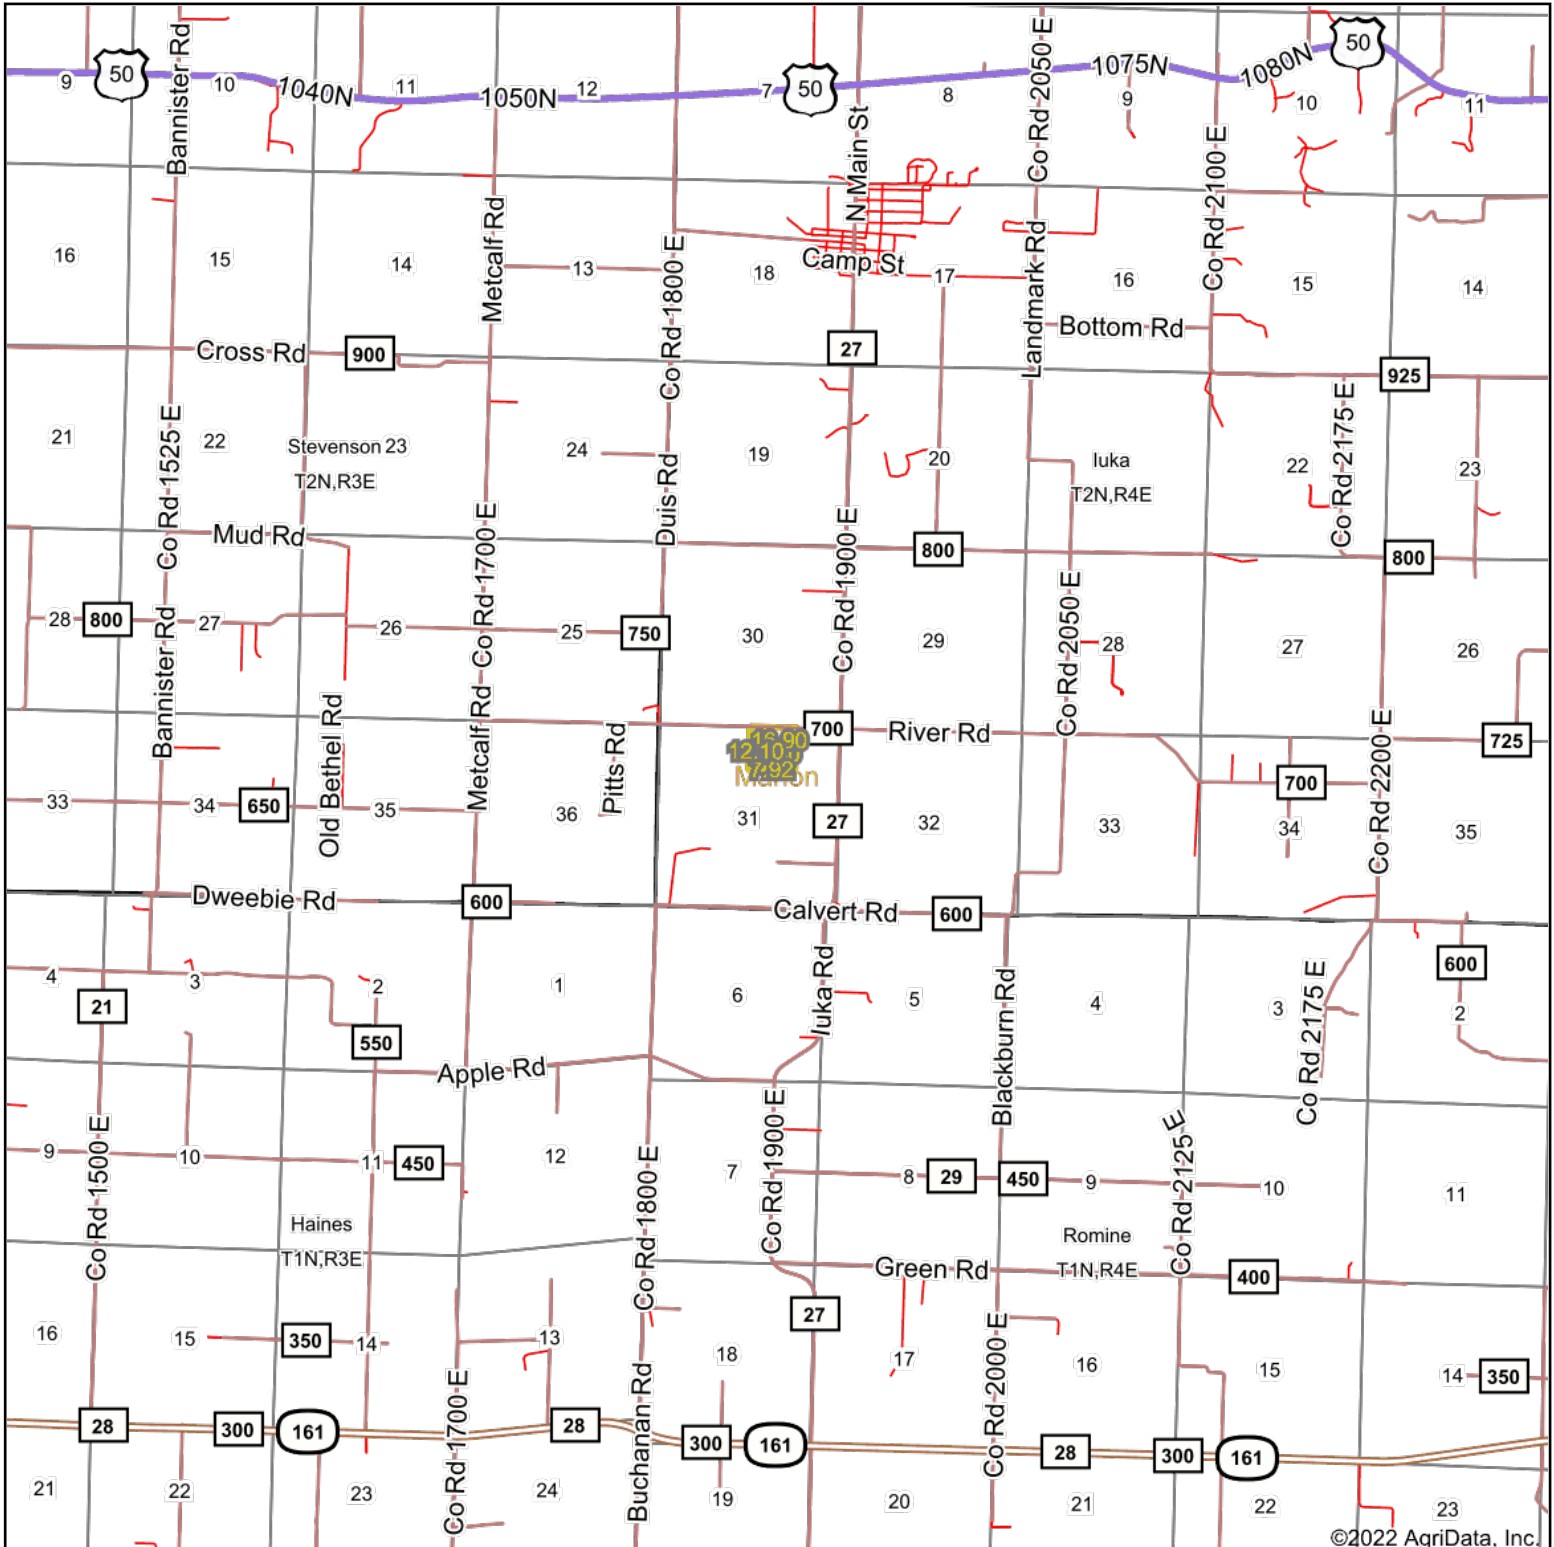 Bannister Rd
9
50
10
1040N
11
1050N
12
7
50
8
Co Rd 2050 E
1075N
9
1080N
10
50
11
N Main St
Co Rd 2100 E
16
15
14
Metcalf Rd
13
Co Rd 1800 E
18
Camp St
17
Landmark Rd
16
15
14
Bottom Rd
Cross Rd
900
27
925
21
Co Rd 1525 E
22
Stevenson 23
T2N,R3E
24
Duis Rd
19
20
Iuka
T2N,R4E
22
Co Rd 2175 E
23
Mud Rd
Co Rd 1700 E
Co Rd 1900 E
800
800
28
800
Bannister Rd
27
26
25
750
30
29
Co Rd 2050 E
28
27
26
Old Bethel Rd
Metcalf Rd
Pitts Rd
12.10
7.92
Marion
700
River Rd
Co Rd 2200 E
725
33
34
650
35
36
31
27
32
33
700
34
35
Dweebie Rd
600
Calvert Rd
600
4
3
2
1
6
Iuka Rd
5
Blackburn Rd
4
3
Co Rd 2175 E
600
2
21
550
Apple Rd
Co Rd 1500 E
9
10
11
450
12
Co Rd 1800 E
7
Co Rd 1900 E
8
29
450
9
Co Rd 2125 E
10
11
Haines
T1N,R3E
Romine
T1N,R4E
Green Rd
400
27
16
15
350
14
13
18
17
Co Rd 2000 E
16
15
14
350
Co Rd 1700 E
Buchanan Rd
28
300
161
28
300
161
28
300
161
21
22
23
24
19
20
21
22
23
©2022 AgriData, Inc.